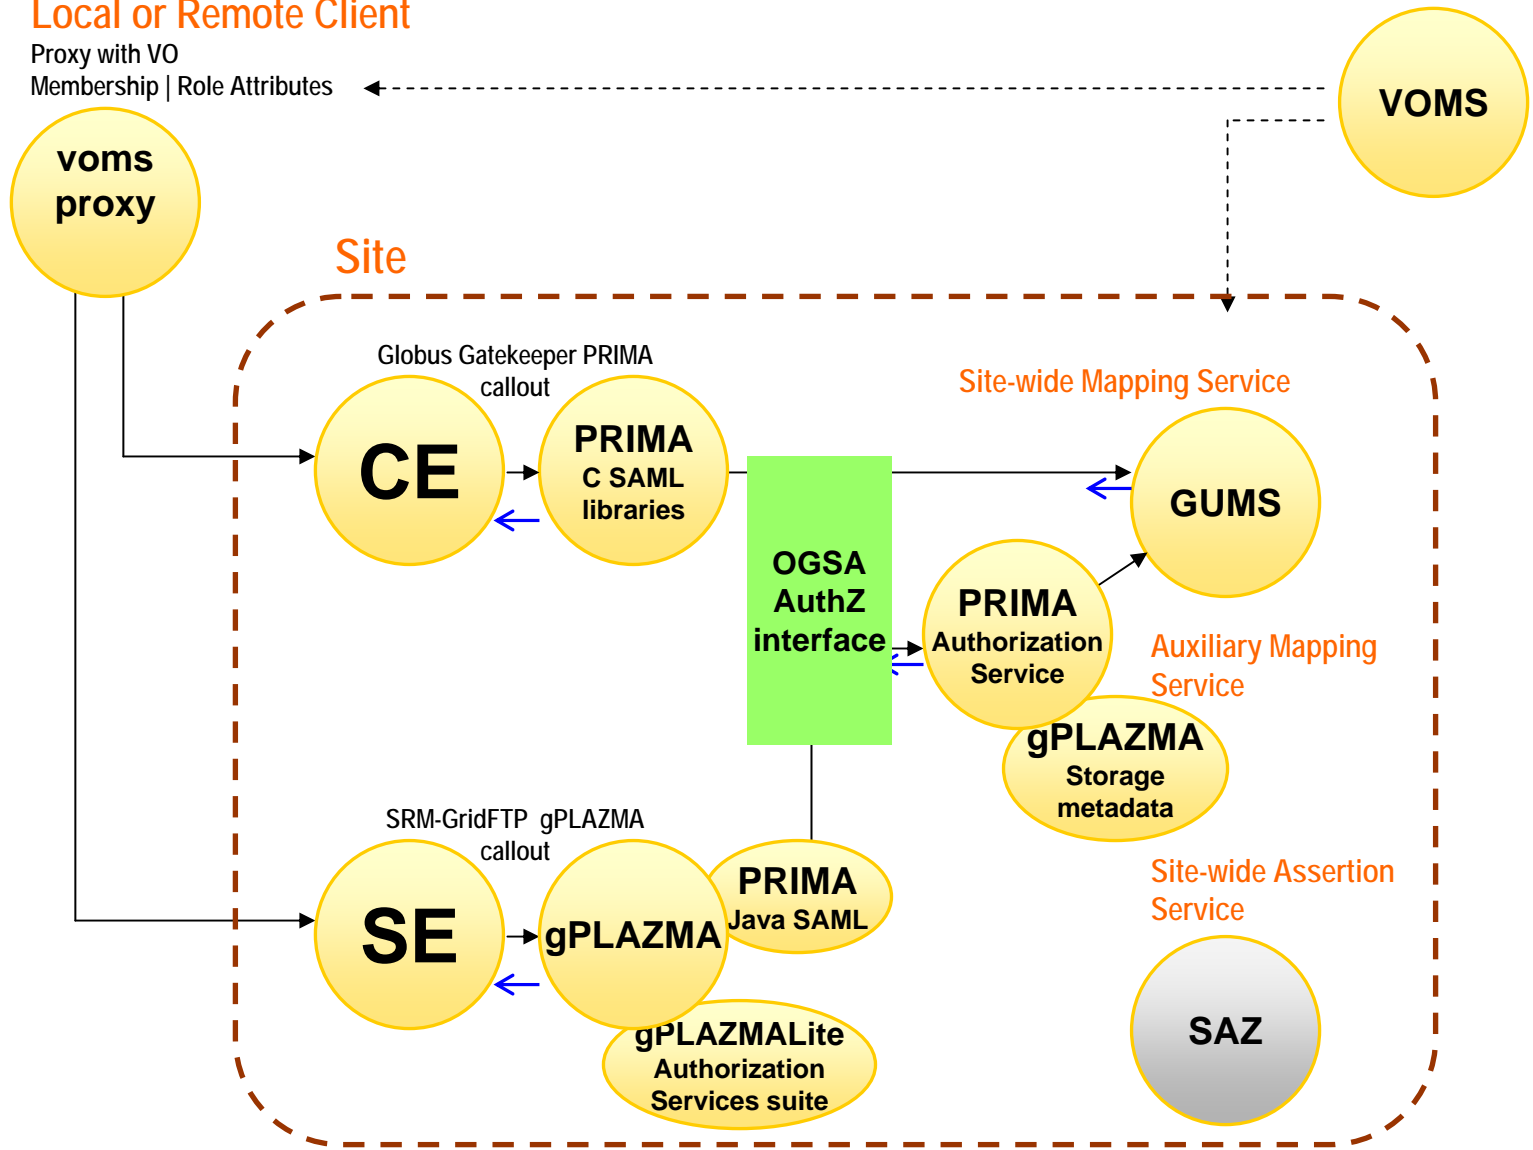 Local or Remote Client
Proxy with VO
Membership | Role Attributes
VOMS
voms
proxy
Site
Globus Gatekeeper PRIMA
callout
Site-wide Mapping Service
CE
PRIMA
C SAML
libraries
GUMS
OGSA
AuthZ
interface
PRIMA
Authorization
Service
Auxiliary Mapping
Service
gPLAZMA
Storage
metadata
SRM-GridFTP gPLAZMA
callout
SE
gPLAZMA
PRIMA
Java SAML
Site-wide Assertion
Service
gPLAZMALite
Authorization
Services suite
SAZ